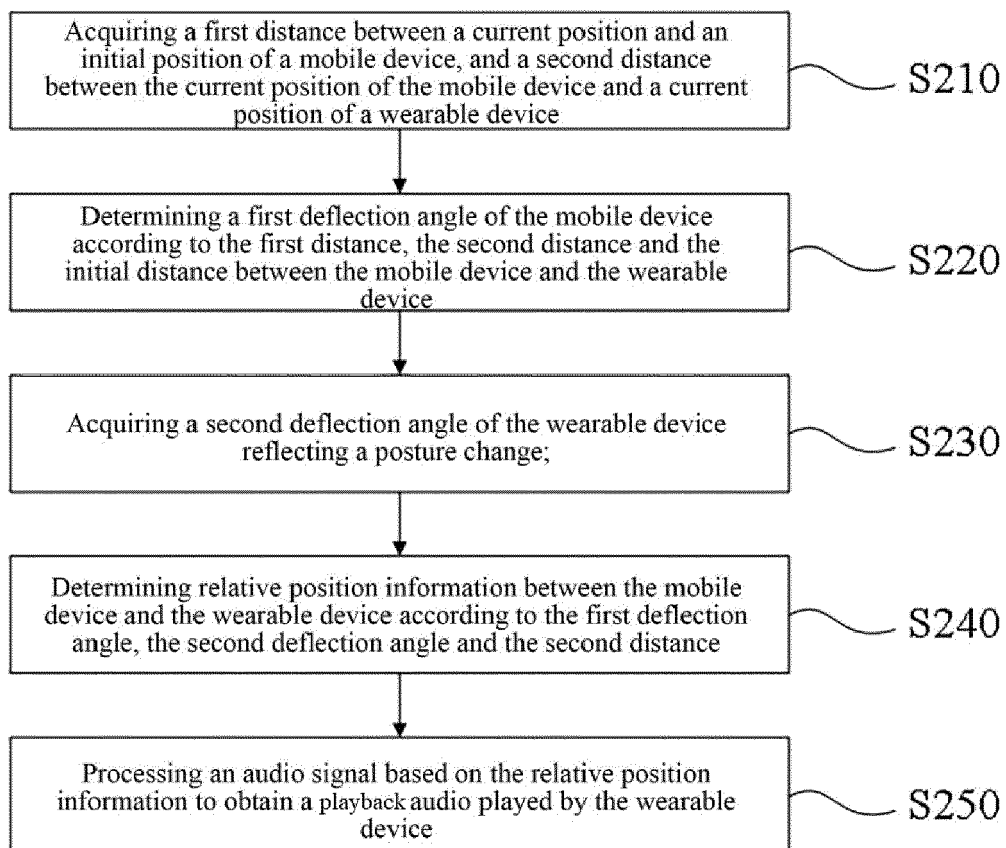 Acquiring a first distance between a current position and an
initial position of a mobile device, and a second distance
between the current position of the mobile device and a current
position of a wearable device
S210
Determining a first deflection angle of the mobile device
according to the first distance, the second distance and the
initial distance between the mobile device and the wearable
device
S220
Acquiring a second deflection angle of the wearable device
reflecting a posture change;
S230
Determining relative position information between the mobile
device and the wearable device according to the first deflection
angle, the second deflection angle and the second distance
S240
Processing an audio signal based on the relative position
information to obtain a playback audio played by the wearable
device
S250